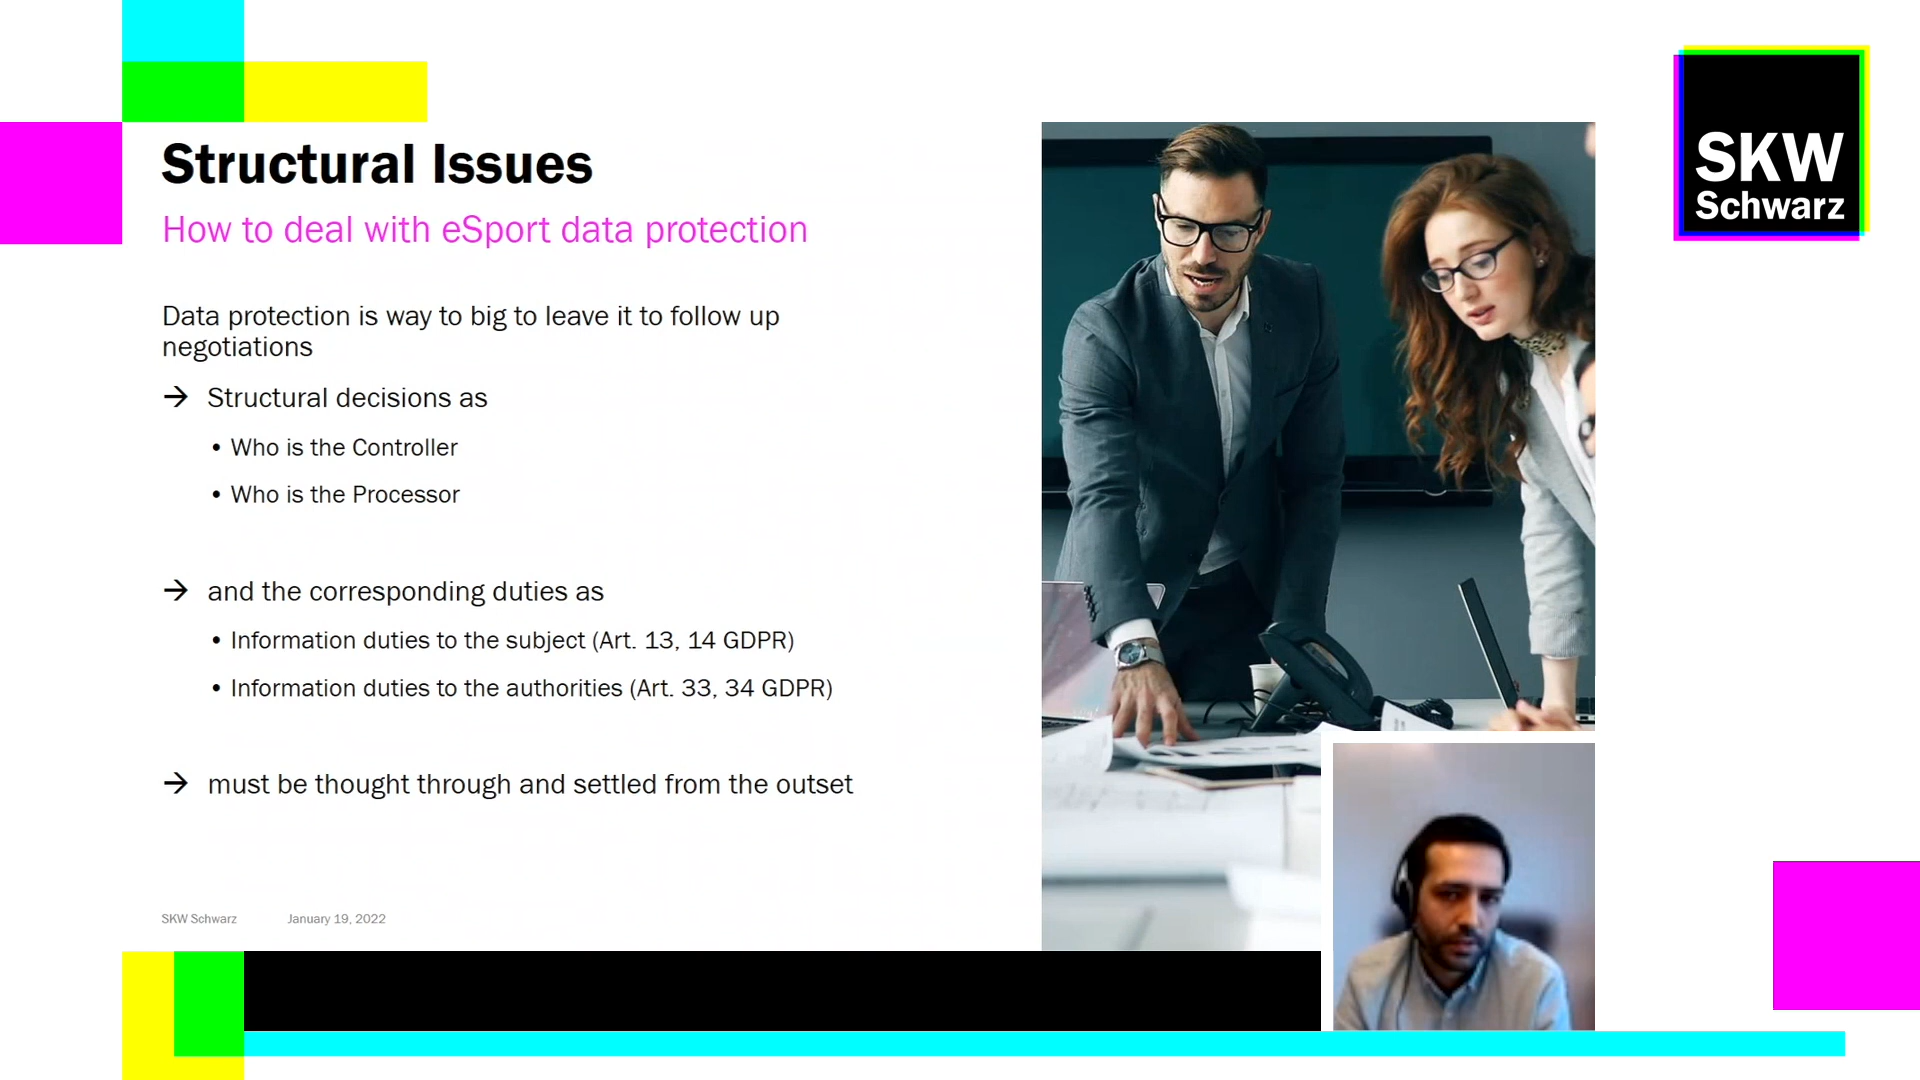 SKW
Schwarz
Structural Issues
How to deal with eSport data protection
Data protection is way to big to leave it to follow up
negotiations
→ Structural decisions as
• Who is the Controller
• Who is the Processor
→ and the corresponding duties as
• Information duties to the subject (Art. 13, 14 GDPR)
• Information duties to the authorities (Art. 33, 34 GDPR)
→ must be thought through and settled from the outset
SKW Schwarz January 19, 2022